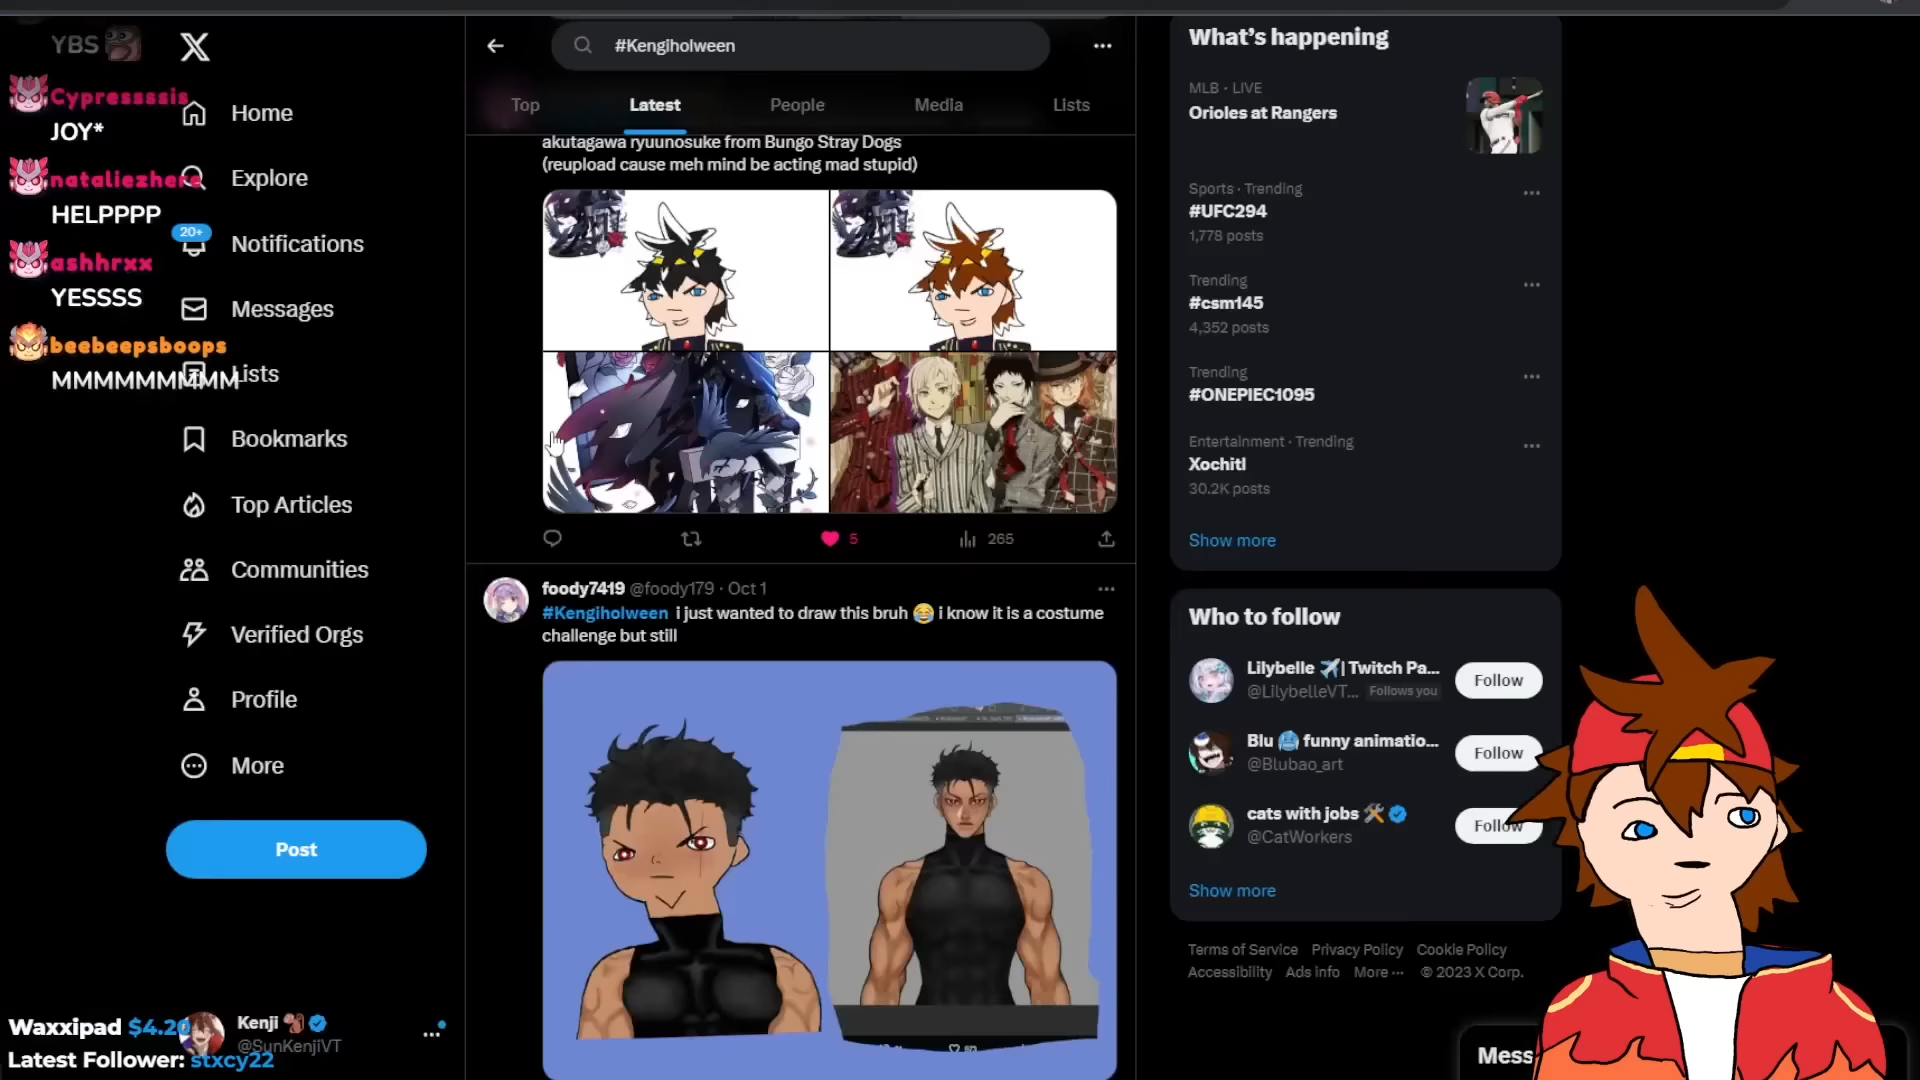 YBS
Cypressssis
JOY*
nataliezhere
HELPPPP
ashhrxx
YESSSS
beebeepsboops
MMMMMMMMM
Home
Explore
20+
Notifications
Messages
Lists
Bookmarks
Top Articles
Communities
Verified Orgs
Profile
More
Post
Waxxipad $4.20
Latest Follower: stxcy22
Kenji
@SunKenjiVT
#Kengiholween
Top
Latest
People
Media
Lists
akutagawa ryuunosuke from Bungo Stray Dogs
(reupload cause meh mind be acting mad stupid)
5
265
foody7419 @foody179 · Oct 1
#Kengiholween i just wanted to draw this bruh 😂 i know it is a costume
challenge but still
What's happening
MLB · LIVE
Orioles at Rangers
Sports · Trending
#UFC294
1,778 posts
Trending
#csm145
4,352 posts
Trending
#ONEPIEC1095
Entertainment · Trending
Xochitl
30.2K posts
Show more
Who to follow
Lilybelle ✈️| Twitch Pa...
@LilybelleVT... Follows you
Follow
Blu 🥶 funny animatio...
@Blubao_art
Follow
cats with jobs 🛠️
@CatWorkers
Follow
Show more
Terms of Service Privacy Policy Cookie Policy
Accessibility Ads info More ··· © 2023 X Corp.
Mess